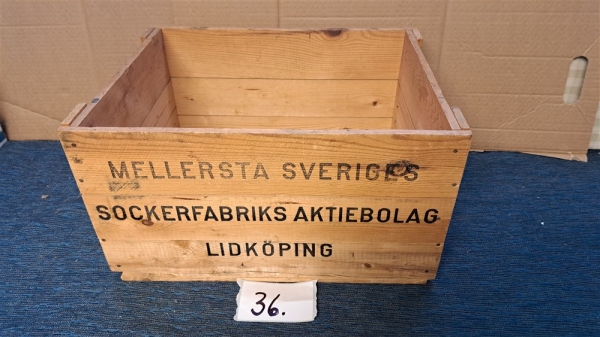 MELLERSTA SVERIGES
SOCKERFABRIKS AKTIEBOLAG
LIDKÖPING
36.